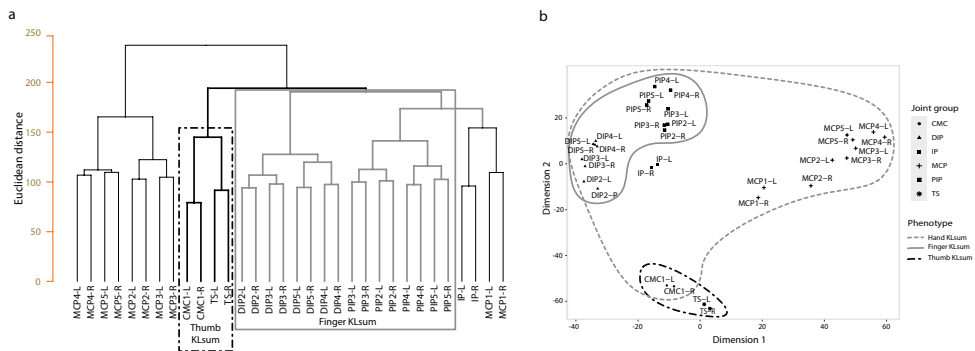 a
Euclidean distance
250
200
150
100
50
0
MCP4-L
MCP4-R
MCP5-L
MCP5-R
MCP2-L
MCP2-R
MCP3-L
MCP3-R
CMC1-L
CMC1-R
TS-L
TS-R
DIP2-L
DIP2-R
DIP3-L
DIP3-R
DIP5-L
DIP5-R
DIP4-L
DIP4-R
PIP3-L
PIP3-R
PIP2-L
PIP2-R
PIP4-L
PIP4-R
PIP5-L
PIP5-R
IP-L
IP-R
MCP1-L
MCP1-R
Thumb
KLsum
Finger KLsum
b
Dimension 2
20
0
-20
-40
-60
-40
-20
0
20
40
60
Dimension 1
PIP4-L
PIP5-L
PIP4-R
PIP5-R
PIP3-L
PIP3-R
PIP2-L
PIP2-R
DIP4-L
DIP5-L
DIP5-R
DIP4-R
DIP3-L
DIP3-R
DIP2-L
DIP2-R
IP-L
IP-R
MCP5-L
MCP4-L
MCP5-R
MCP4-R
MCP3-L
MCP2-L
MCP3-R
MCP1-L
MCP2-R
MCP1-R
CMC1-L
CMC1-R
TS-L
TS-R
Joint group
CMC
DIP
IP
MCP
PIP
TS
Phenotype
Hand KLsum
Finger KLsum
Thumb KLsum